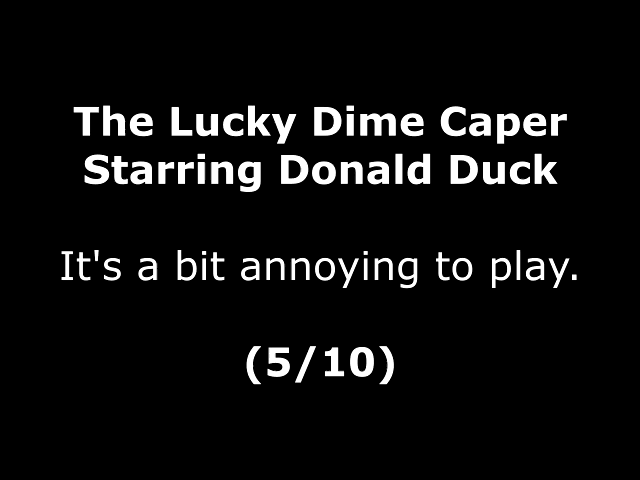 The Lucky Dime Caper
Starring Donald Duck
It's a bit annoying to play.
(5/10)